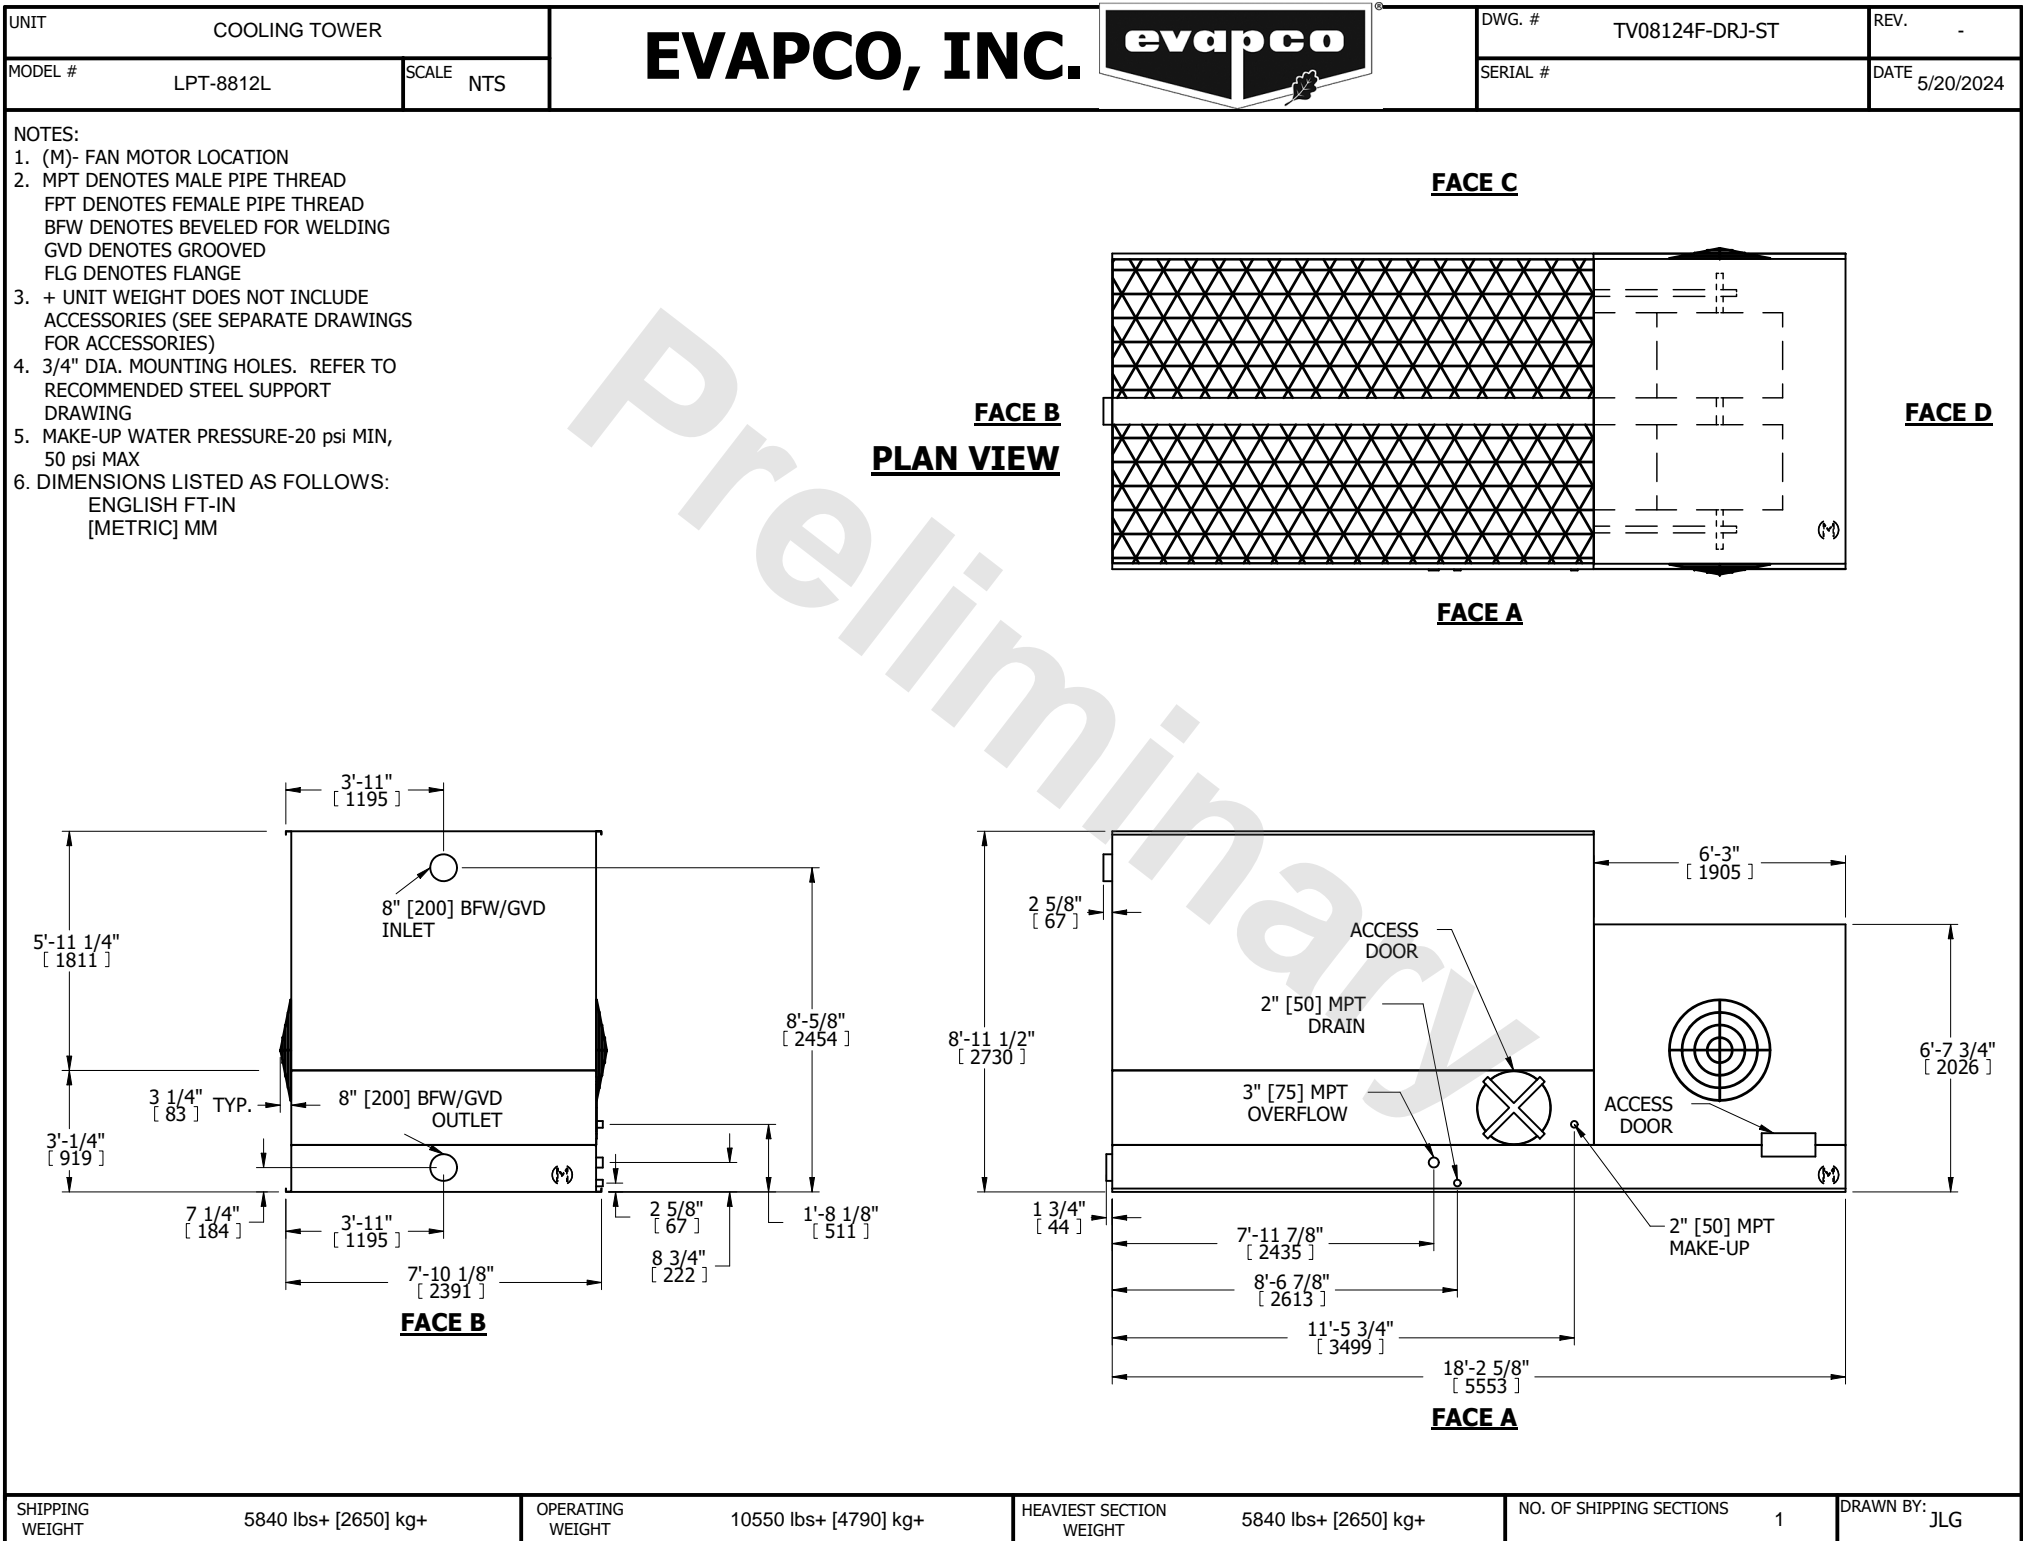 UNIT
COOLING TOWER
MODEL #
LPT-8812L
SCALE
NTS
EVAPCO, INC.
evapco
®
DWG. #
TV08124F-DRJ-ST
REV.
-
SERIAL #
DATE
5/20/2024
NOTES:
1. (M)- FAN MOTOR LOCATION
2. MPT DENOTES MALE PIPE THREAD
FPT DENOTES FEMALE PIPE THREAD
BFW DENOTES BEVELED FOR WELDING
GVD DENOTES GROOVED
FLG DENOTES FLANGE
3. + UNIT WEIGHT DOES NOT INCLUDE
ACCESSORIES (SEE SEPARATE DRAWINGS
FOR ACCESSORIES)
4. 3/4" DIA. MOUNTING HOLES. REFER TO
RECOMMENDED STEEL SUPPORT
DRAWING
5. MAKE-UP WATER PRESSURE-20 psi MIN,
50 psi MAX
6. DIMENSIONS LISTED AS FOLLOWS:
ENGLISH FT-IN
[METRIC] MM
Preliminary
FACE C
FACE B
PLAN VIEW
FACE D
(M)
FACE A
3'-11"
[ 1195 ]
8" [200] BFW/GVD
INLET
5'-11 1/4"
[ 1811 ]
8'-5/8"
[ 2454 ]
3 1/4"
[ 83 ]
TYP.
8" [200] BFW/GVD
OUTLET
3'-1/4"
[ 919 ]
(M)
7 1/4"
[ 184 ]
3'-11"
[ 1195 ]
2 5/8"
[ 67 ]
1'-8 1/8"
[ 511 ]
8 3/4"
[ 222 ]
7'-10 1/8"
[ 2391 ]
FACE B
6'-3"
[ 1905 ]
2 5/8"
[ 67 ]
ACCESS
DOOR
2" [50] MPT
DRAIN
8'-11 1/2"
[ 2730 ]
6'-7 3/4"
[ 2026 ]
3" [75] MPT
OVERFLOW
ACCESS
DOOR
(M)
1 3/4"
[ 44 ]
2" [50] MPT
MAKE-UP
7'-11 7/8"
[ 2435 ]
8'-6 7/8"
[ 2613 ]
11'-5 3/4"
[ 3499 ]
18'-2 5/8"
[ 5553 ]
FACE A
SHIPPING
WEIGHT
5840 lbs+ [2650] kg+
OPERATING
WEIGHT
10550 lbs+ [4790] kg+
HEAVIEST SECTION
WEIGHT
5840 lbs+ [2650] kg+
NO. OF SHIPPING SECTIONS
1
DRAWN BY:
JLG